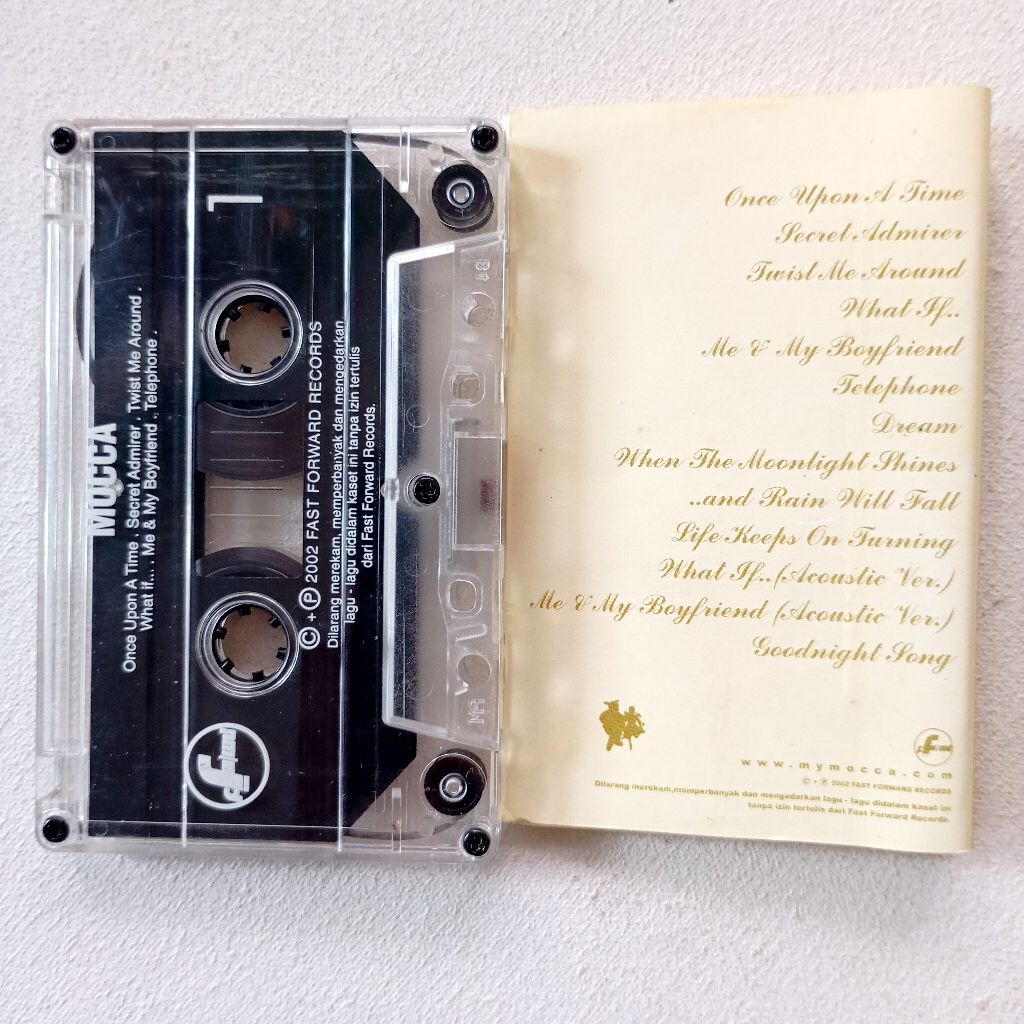 MOCCA
Once Upon A Time . Secret Admirer . Twist Me Around .
What if.... Me & My Boyfriend . Telephone .
1
© + ℗ 2002 FAST FORWARD RECORDS
Dilarang merekam, memperbanyak dan mengedarkan
lagu - lagu didalam kaset ini tanpa izin tertulis
dari Fast Forward Records.
Once Upon A Time
Secret Admirer
Twist Me Around
What If..
Me & My Boyfriend
Telephone
Dream
When The Moonlight Shines
..and Rain Will Fall
Life Keeps On Turning
What If..(Acoustic Ver.)
Me & My Boyfriend (Acoustic Ver.)
Goodnight Song
www.mymocca.com
© + ℗ 2002 FAST FORWARD RECORDS
Dilarang merekam,memperbanyak dan mengedarkan lagu - lagu didalam kaset ini
tanpa izin tertulis dari Fast Forward Records.